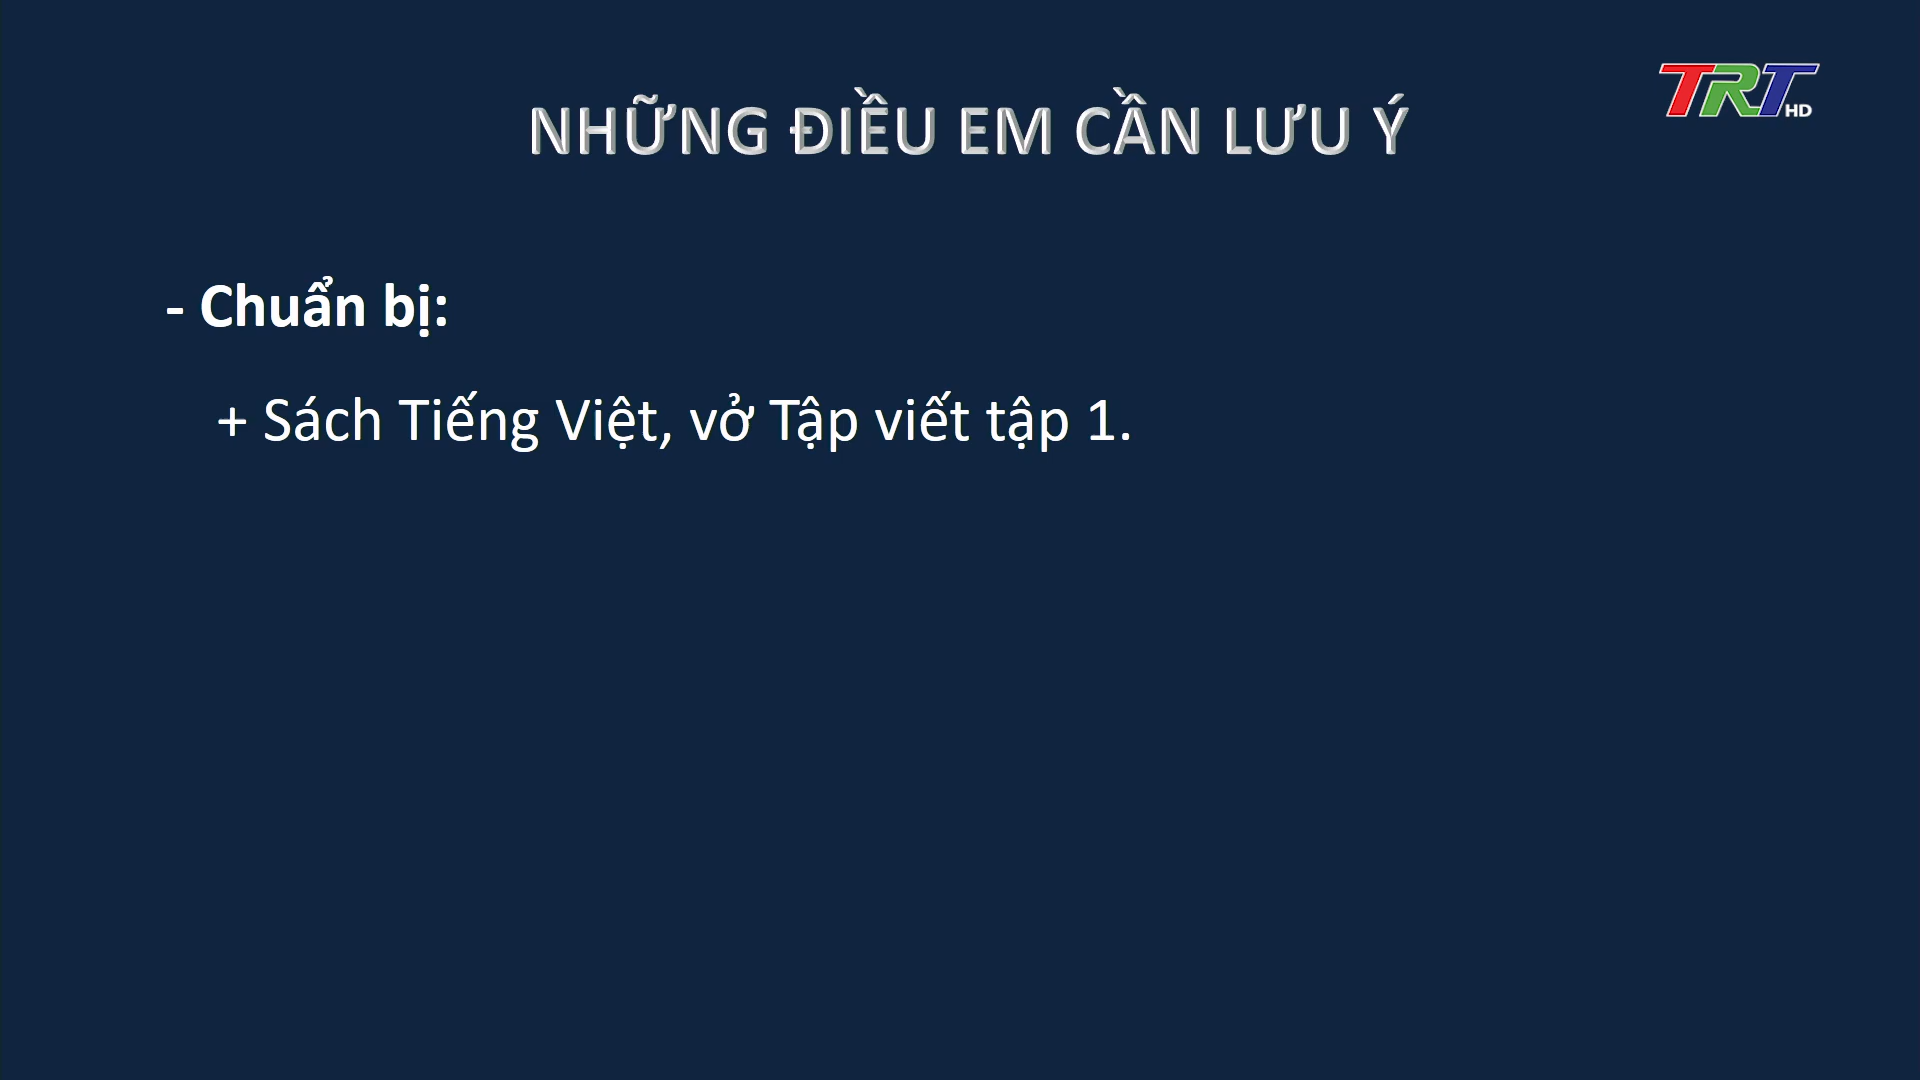 TRT HD
NHỮNG ĐIỀU EM CẦN LƯU Ý
- Chuẩn bị:
+ Sách Tiếng Việt, vở Tập viết tập 1.